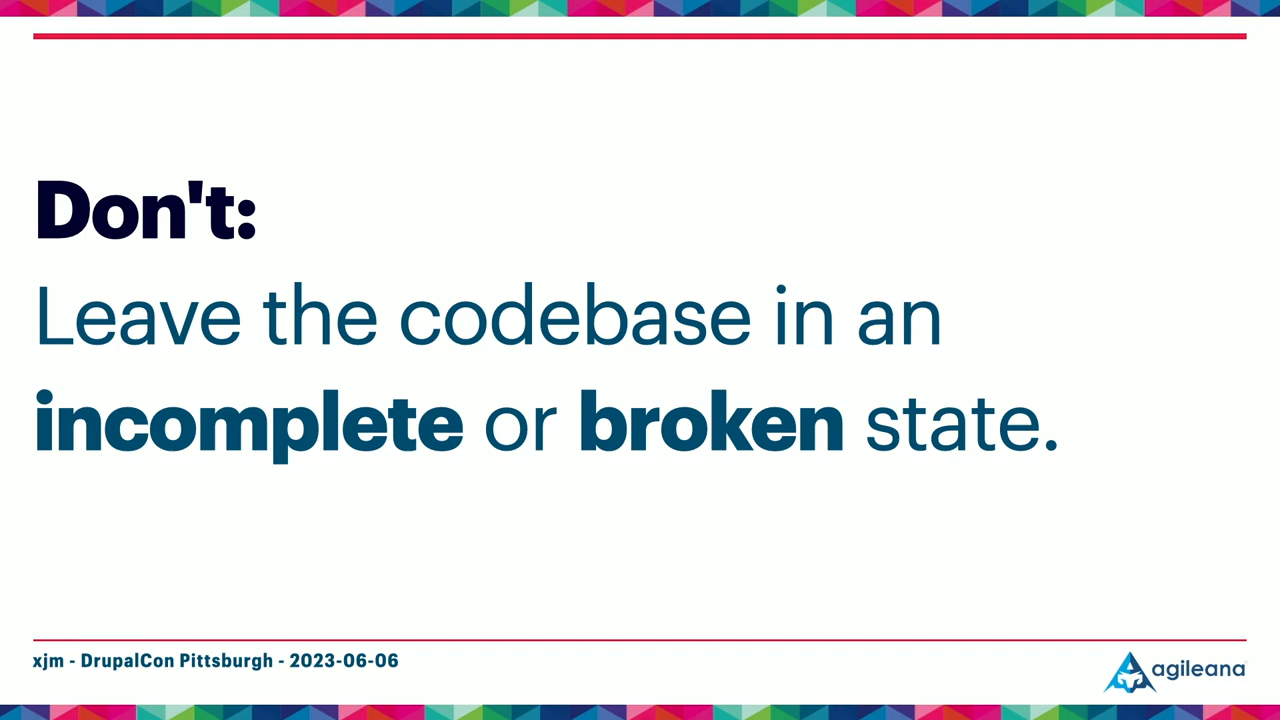 Don't:
Leave the codebase in an
incomplete or broken state.
xjm - DrupalCon Pittsburgh - 2023-06-06
agileana